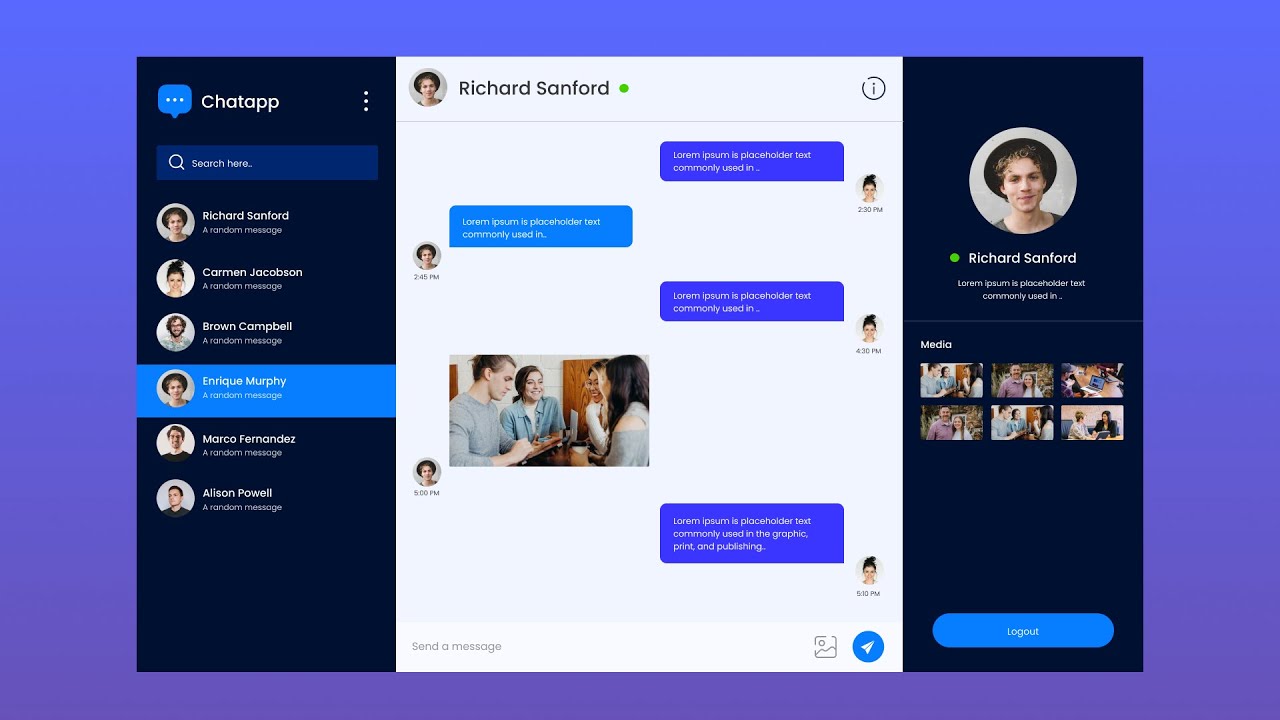 Chatapp
Search here..
Richard Sanford
A random message
Carmen Jacobson
A random message
Brown Campbell
A random message
Enrique Murphy
A random message
Marco Fernandez
A random message
Alison Powell
A random message
Richard Sanford
Lorem ipsum is placeholder text
commonly used in ..
2:30 PM
Lorem ipsum is placeholder text
commonly used in..
2:45 PM
Lorem ipsum is placeholder text
commonly used in ..
4:30 PM
5:00 PM
Lorem ipsum is placeholder text
commonly used in the graphic,
print, and publishing..
5:10 PM
Send a message
Richard Sanford
Lorem ipsum is placeholder text
commonly used in ..
Media
Logout